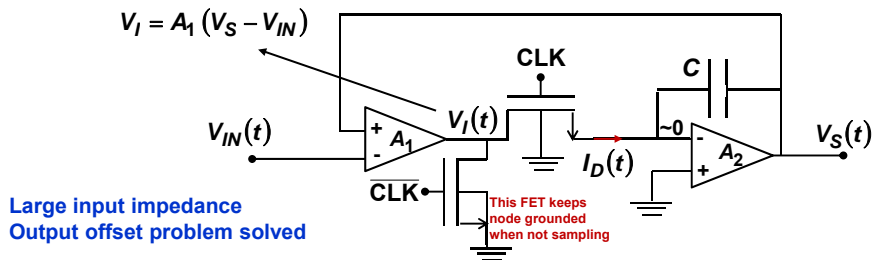 V_I = A_1 (V_S − V_IN)
CLK
C
V_IN(t)
+
-
A_1
V_I(t)
I_D(t)
~0
-
+
A_2
V_S(t)
C̅L̅K̅
This FET keeps
node grounded
when not sampling
Large input impedance
Output offset problem solved